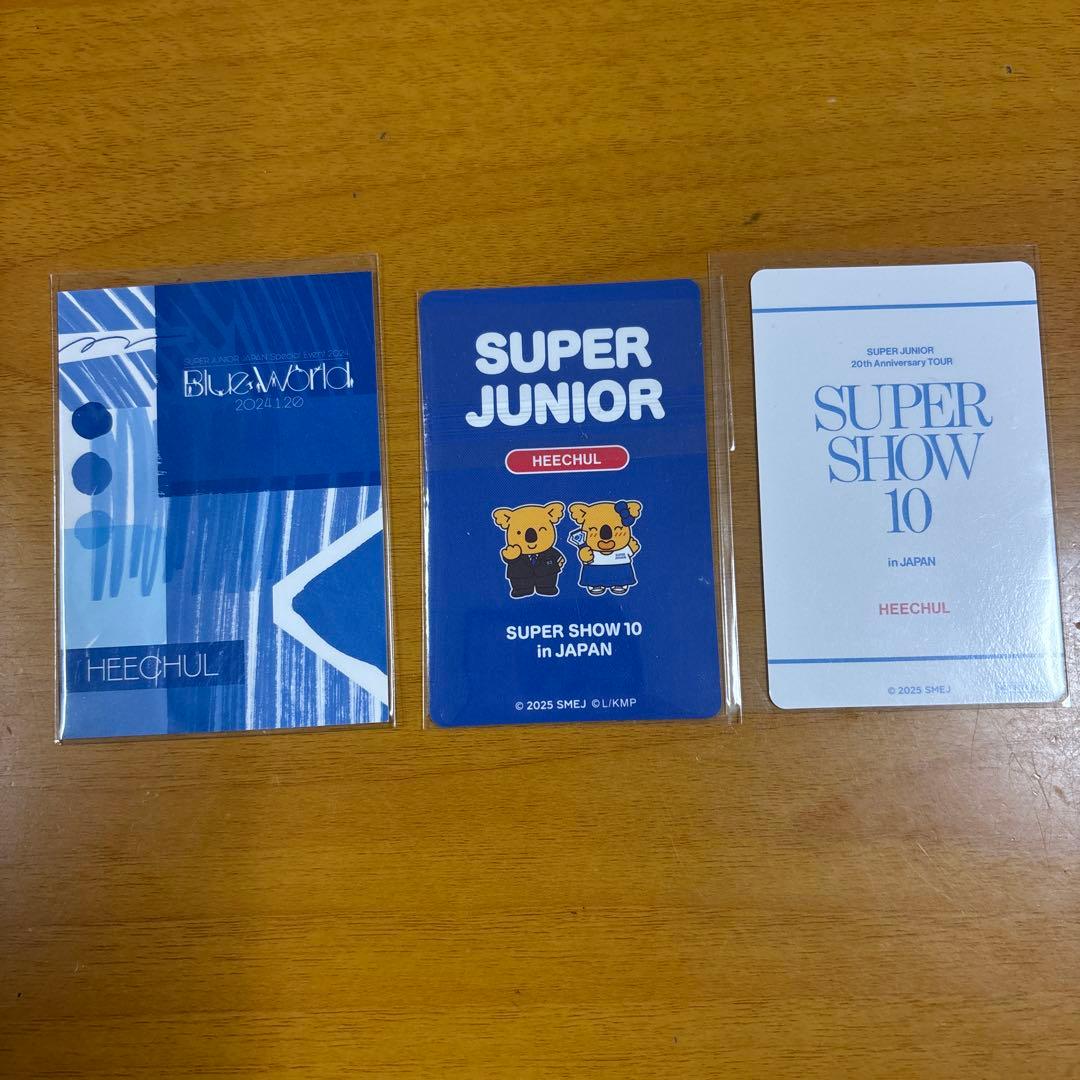 SUPER JUNIOR JAPAN Special Event 2024
Blue World
2024.1.20
HEECHUL
SUPER
JUNIOR
HEECHUL
SUPER SHOW 10
in JAPAN
© 2025 SMEJ © L/KMP
SUPER JUNIOR
20th Anniversary TOUR
SUPER
SHOW
10
in JAPAN
HEECHUL
© 2025 SMEJ